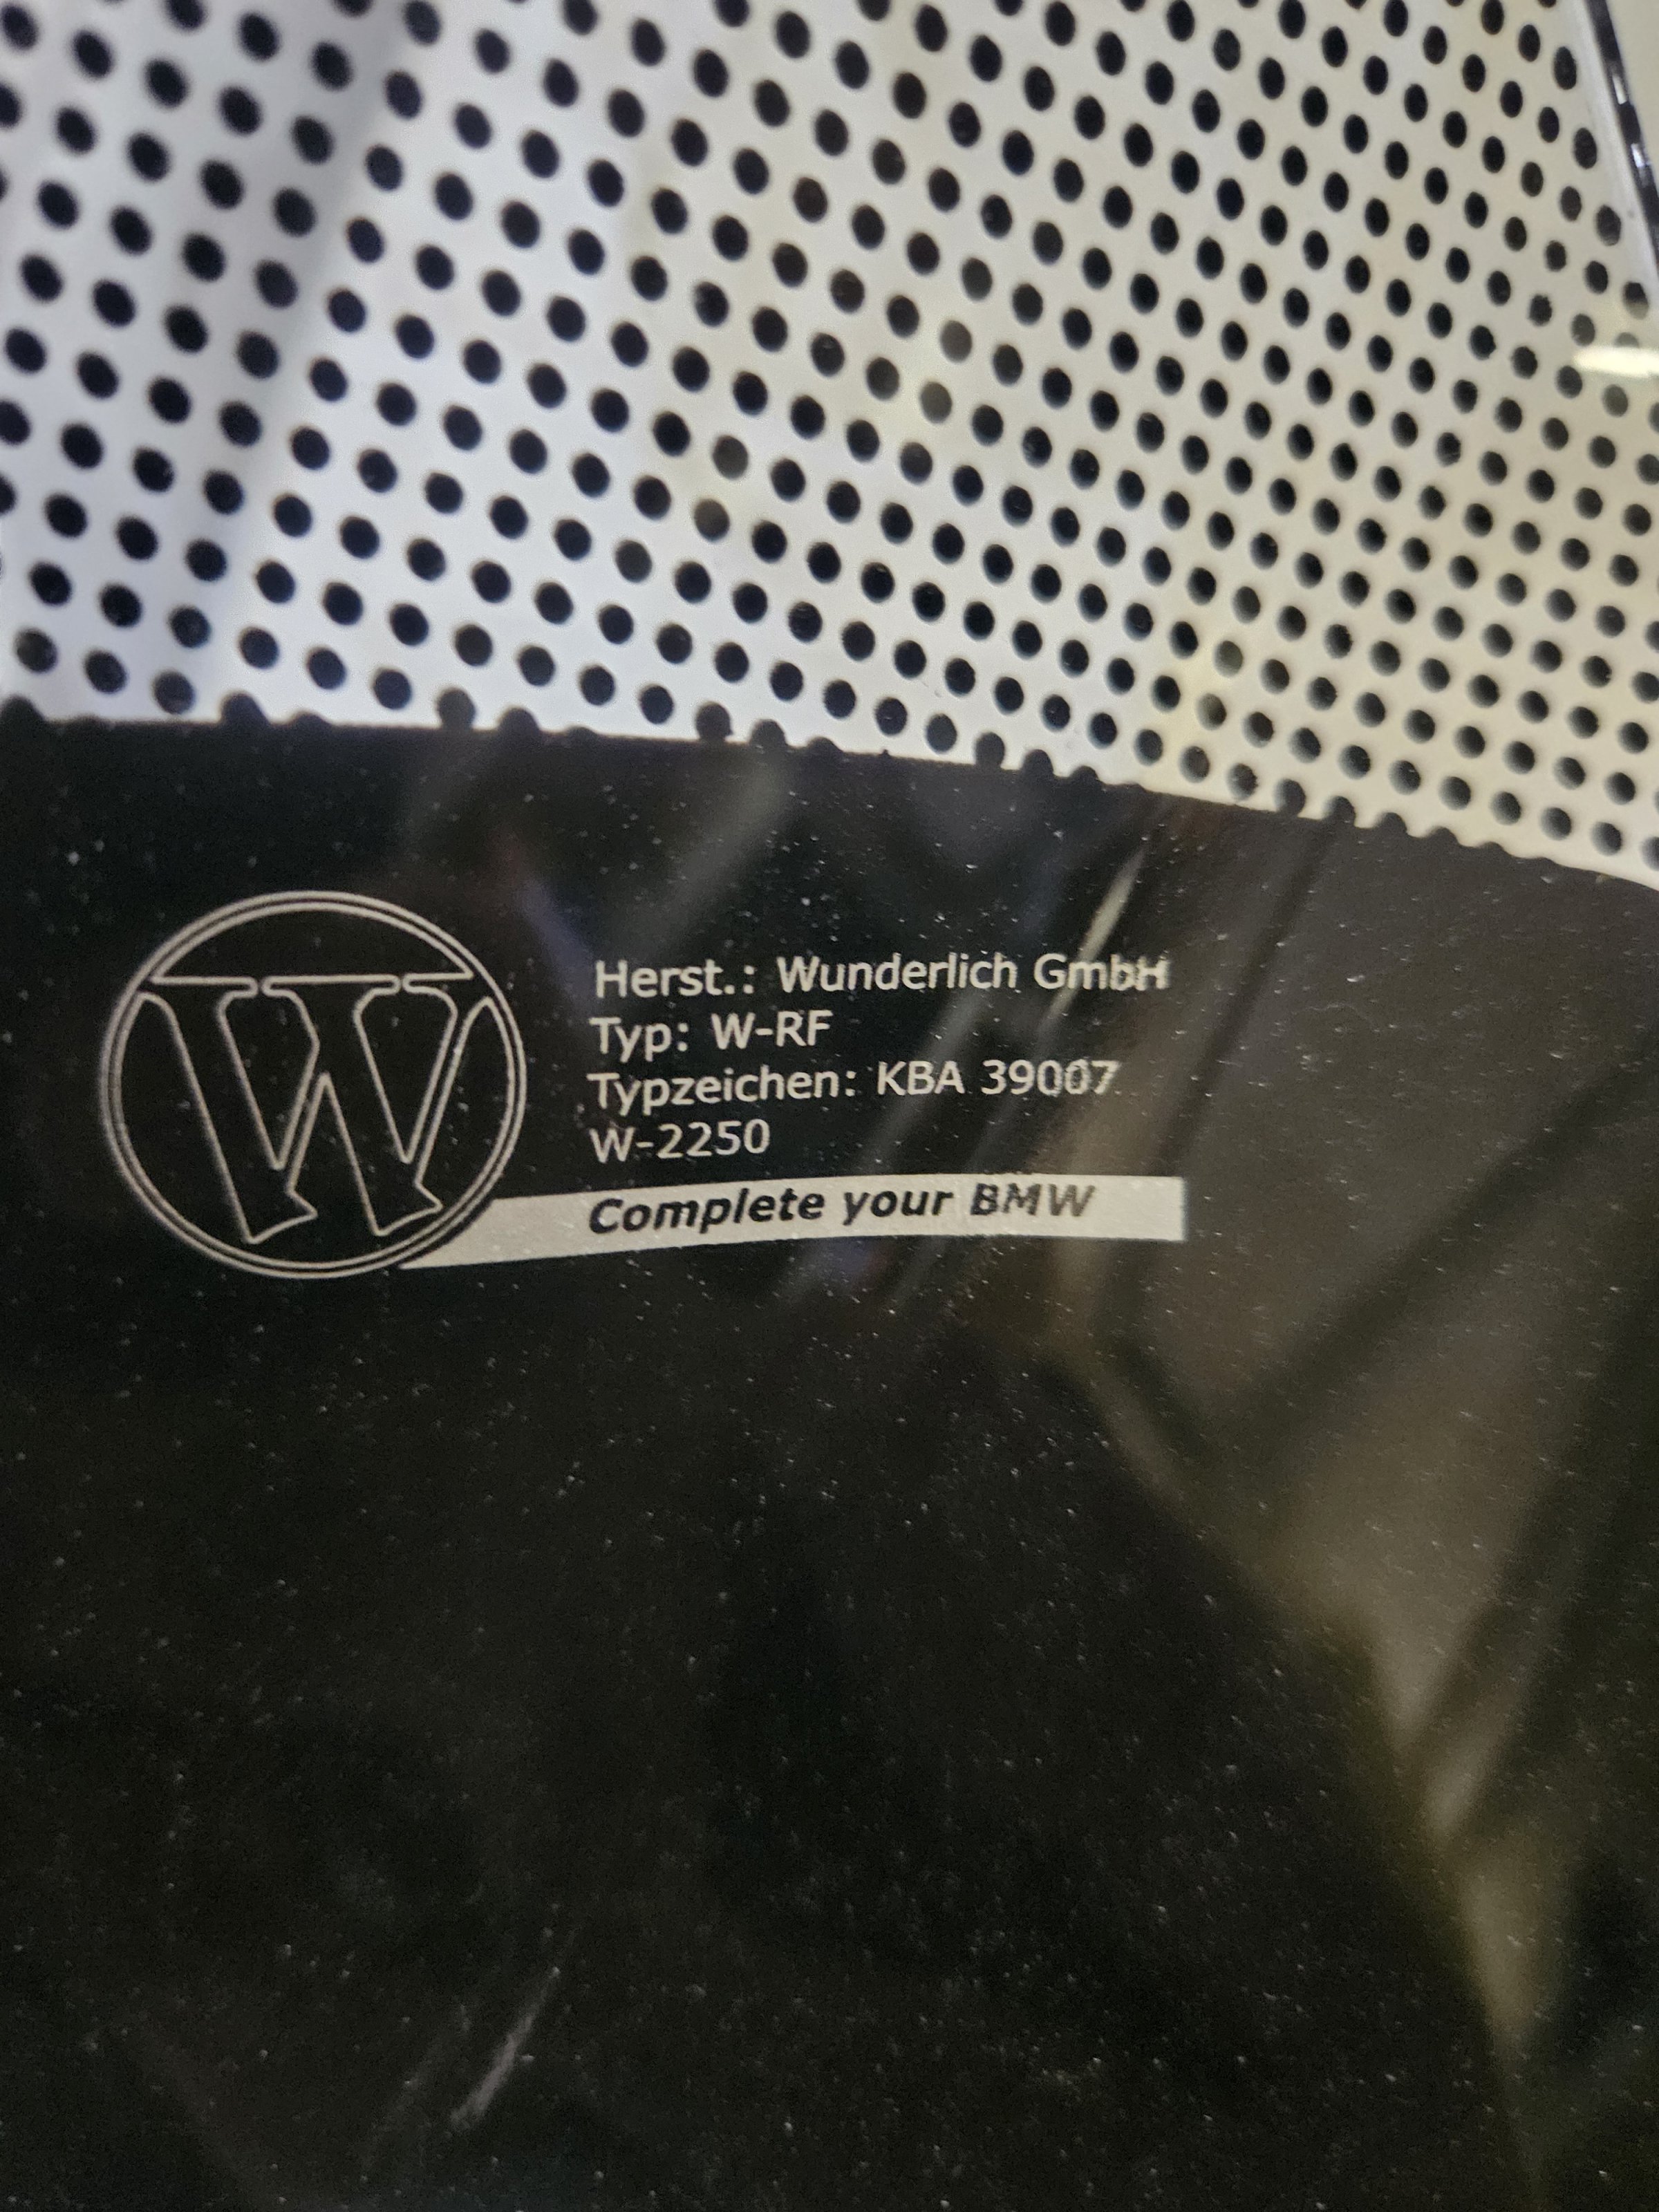 W
Herst.: Wunderlich GmbH
Typ: W-RF
Typzeichen: KBA 39007
W-2250
Complete your BMW